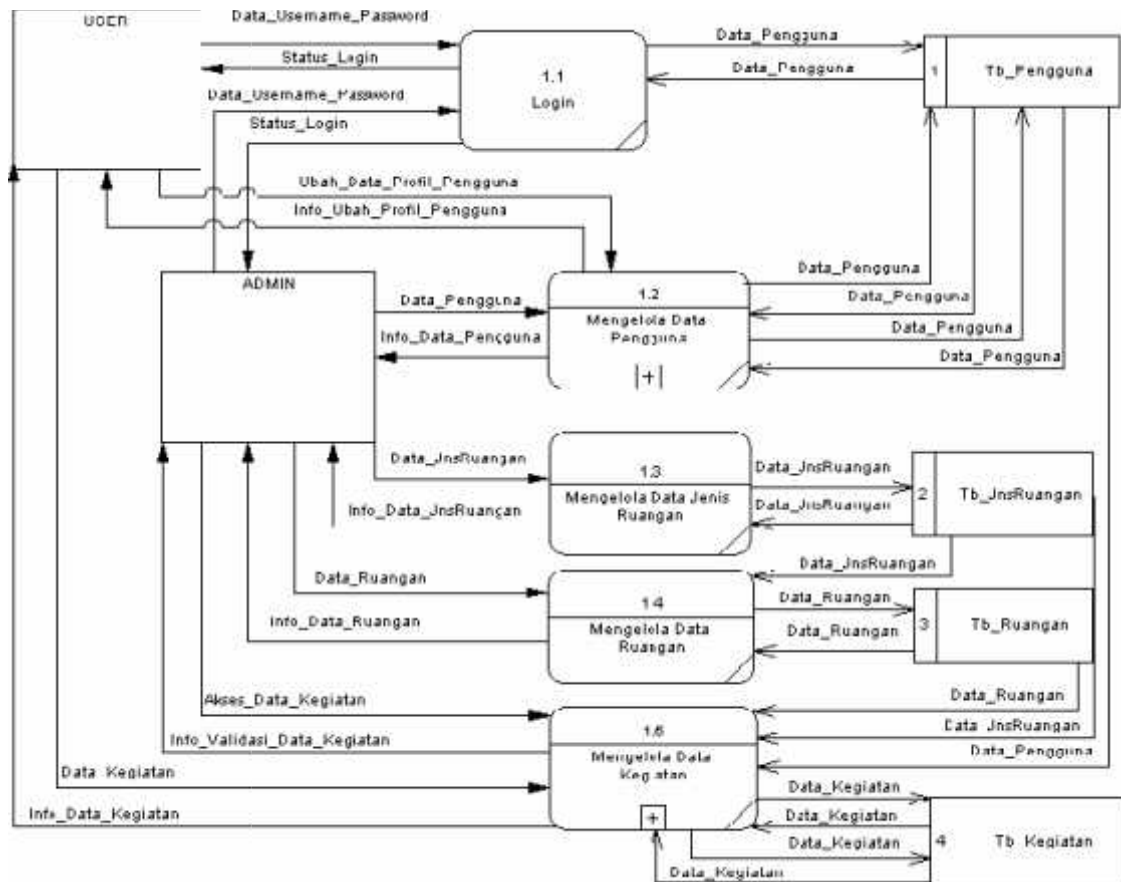 USER
Data_Username_Password
Status_Login
Data_Username_Password
Status_Login
1.1
Login
Data_Pengguna
Data_Pengguna
1
Tb_Pengguna
Ubah_Data_Profil_Pengguna
Info_Ubah_Profil_Pengguna
ADMIN
Data_Pengguna
Info_Data_Pengguna
1.2
Mengelola Data
Pengguna
+
Data_Pengguna
Data_Pengguna
Data_Pengguna
Data_Pengguna
Data_JnsRuangan
Info_Data_JnsRuangan
1.3
Mengelola Data Jenis
Ruangan
Data_JnsRuangan
Data_JnsRuangan
2
Tb_JnsRuangan
Data_JnsRuangan
Data_Ruangan
Info_Data_Ruangan
1.4
Mengelola Data
Ruangan
Data_Ruangan
Data_Ruangan
3
Tb_Ruangan
Data_Ruangan
Data_JnsRuangan
Data_Pengguna
Akses_Data_Kegiatan
Info_Validasi_Data_Kegiatan
Data_Kegiatan
Info_Data_Kegiatan
1.5
Mengelola Data
Kegiatan
+
Data_Kegiatan
Data_Kegiatan
Data_Kegiatan
Data_Kegiatan
4
Tb_Kegiatan